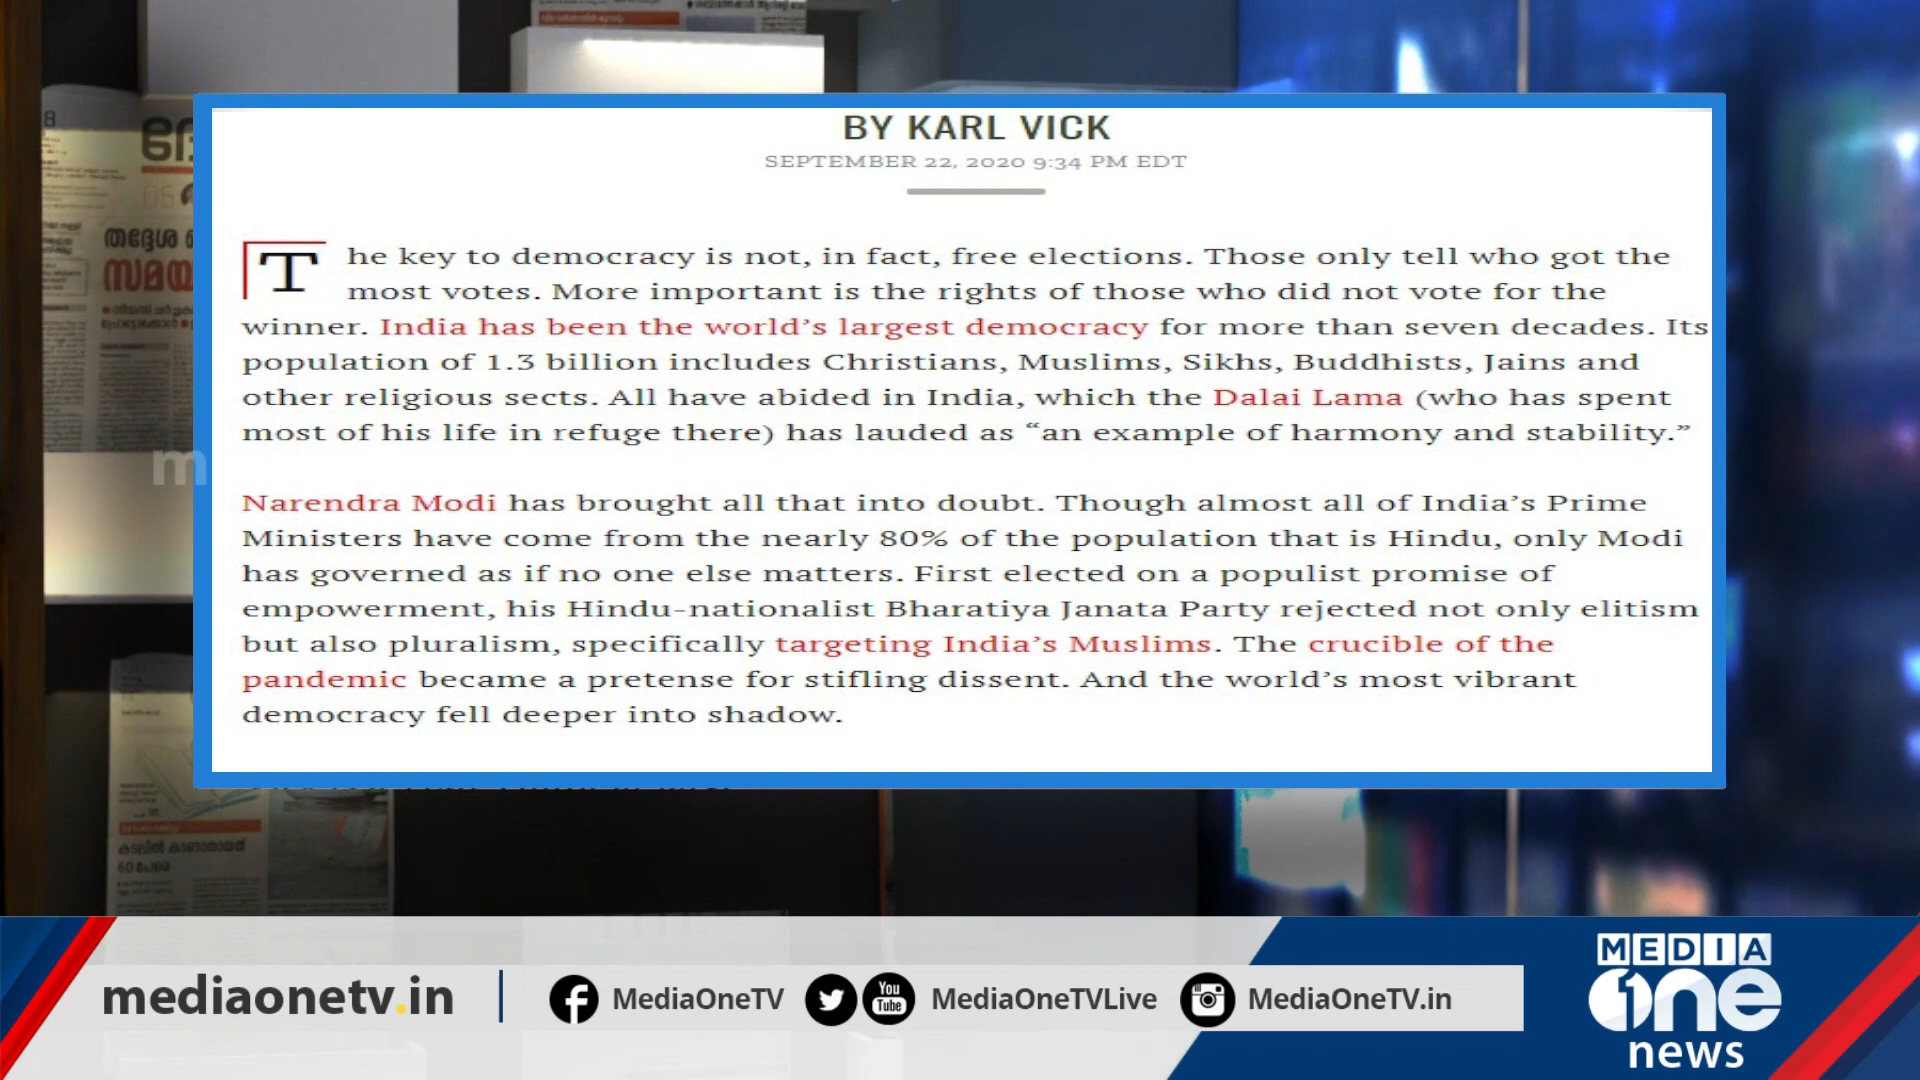 BY KARL VICK
SEPTEMBER 22, 2020 9:34 PM EDT
The key to democracy is not, in fact, free elections. Those only tell who got the
most votes. More important is the rights of those who did not vote for the
winner. India has been the world’s largest democracy for more than seven decades. Its
population of 1.3 billion includes Christians, Muslims, Sikhs, Buddhists, Jains and
other religious sects. All have abided in India, which the Dalai Lama (who has spent
most of his life in refuge there) has lauded as “an example of harmony and stability.”
Narendra Modi has brought all that into doubt. Though almost all of India’s Prime
Ministers have come from the nearly 80% of the population that is Hindu, only Modi
has governed as if no one else matters. First elected on a populist promise of
empowerment, his Hindu-nationalist Bharatiya Janata Party rejected not only elitism
but also pluralism, specifically targeting India’s Muslims. The crucible of the
pandemic became a pretense for stifling dissent. And the world’s most vibrant
democracy fell deeper into shadow.
തദ്ദേശ
കടലിൽ കാണാതായത്
60 പേരെ
mediaonetv.in
MediaOneTV
You
Tube
MediaOneTVLive
MediaOneTV.in
MEDIA
one
news